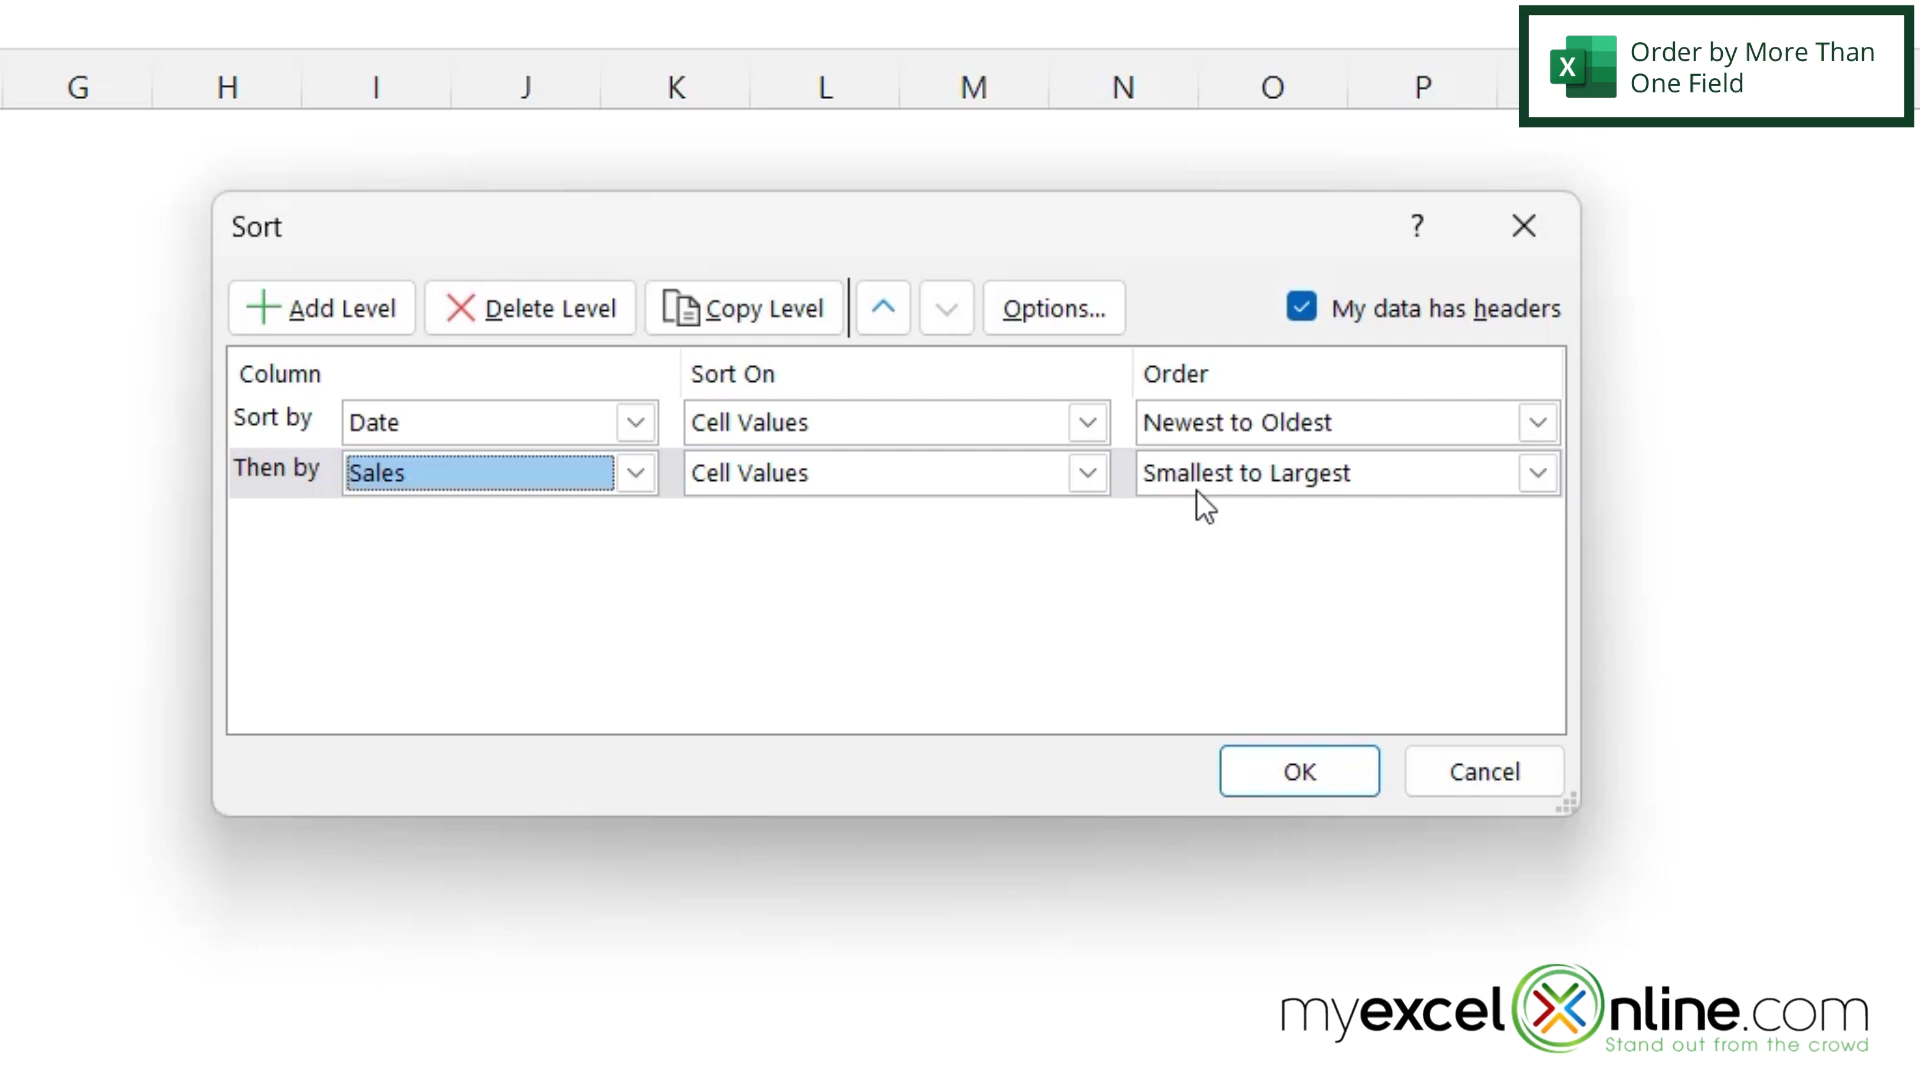 G H I J K L M N O P
X
Order by More Than
One Field
Sort ?
Add Level Delete Level Copy Level Options... My data has headers
Column Sort On Order
Sort by Date Cell Values Newest to Oldest
Then by Sales Cell Values Smallest to Largest
OK Cancel
myexcelOnline.com
Stand out from the crowd